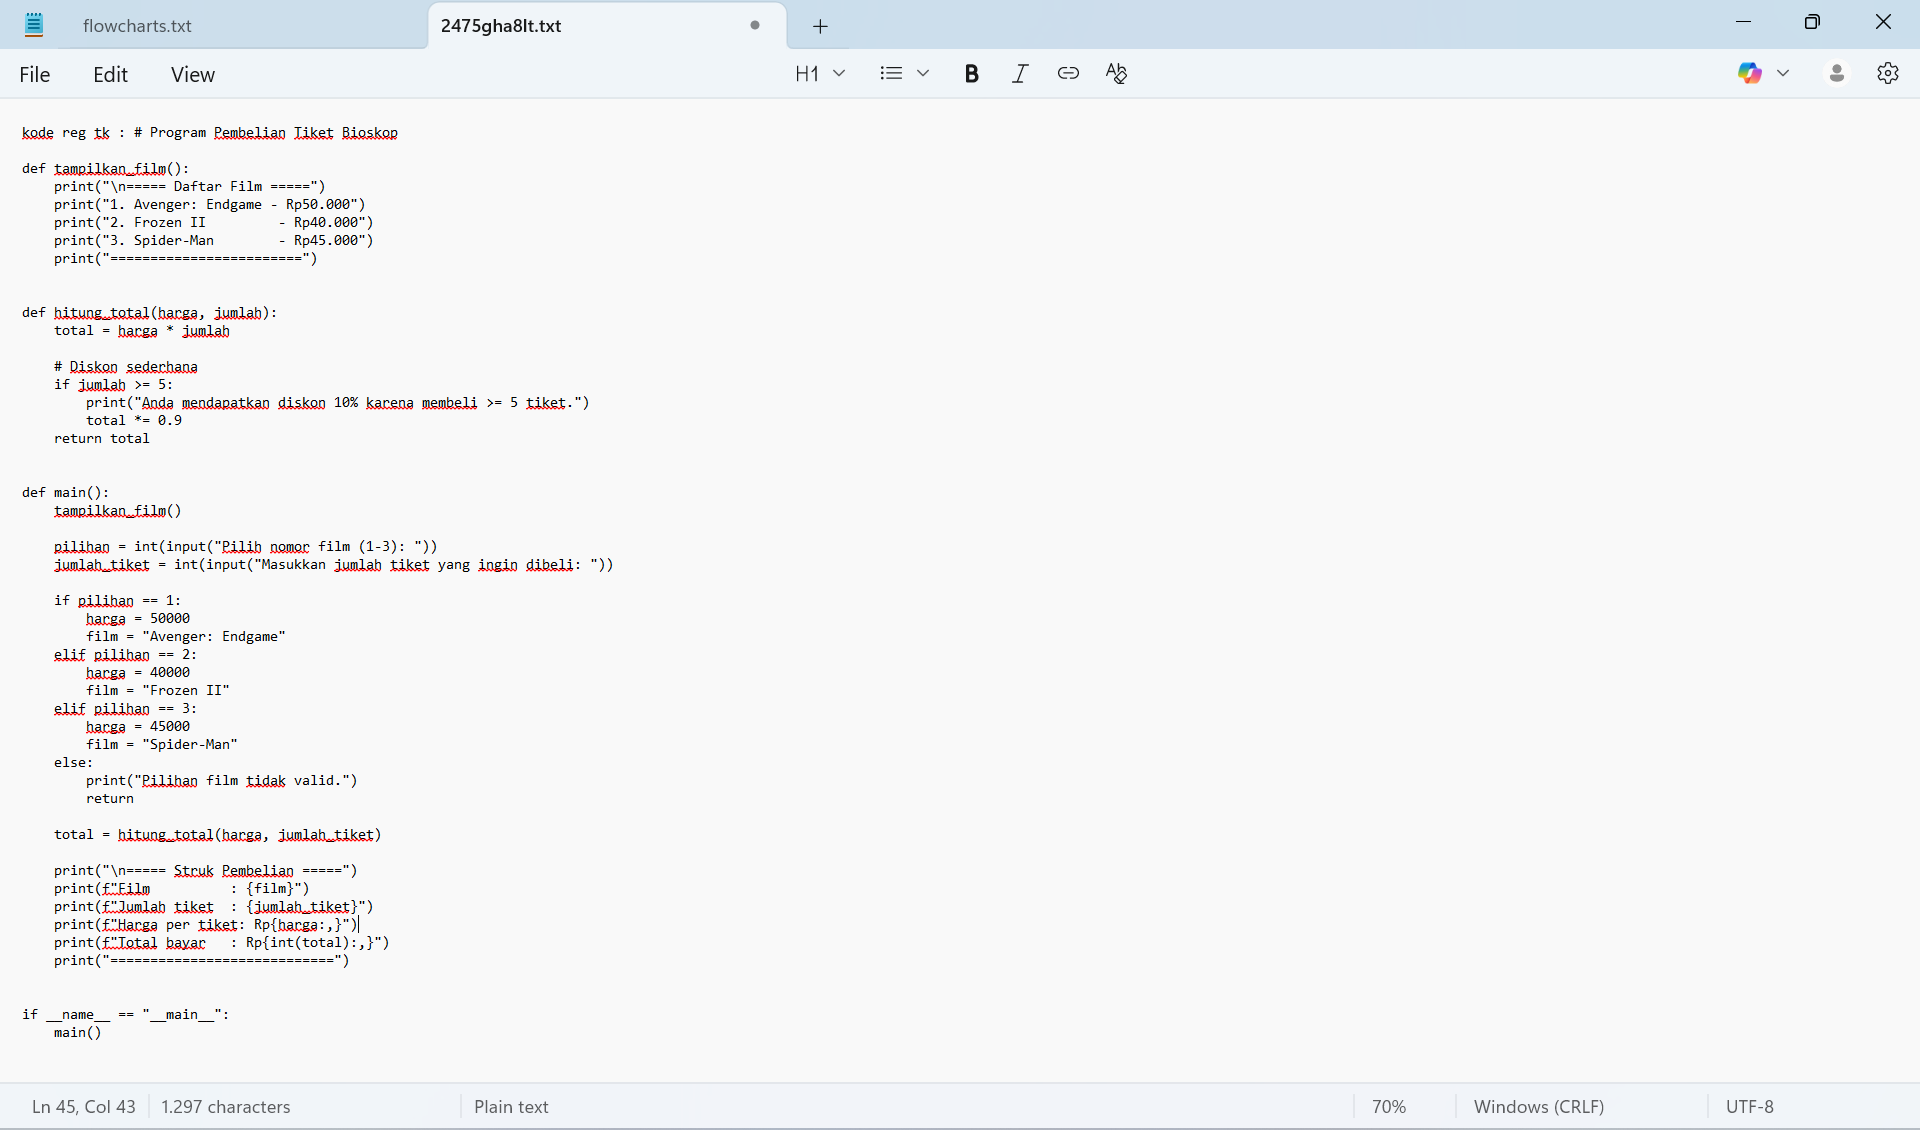 flowcharts.txt
2475gha8lt.txt
File Edit View H1
kode reg tk : # Program Pembelian Tiket Bioskop
def tampilkan_film():
    print("\n===== Daftar Film =====")
    print("1. Avenger: Endgame - Rp50.000")
    print("2. Frozen II         - Rp40.000")
    print("3. Spider-Man        - Rp45.000")
    print("========================")
def hitung_total(harga, jumlah):
    total = harga * jumlah
    # Diskon sederhana
    if jumlah >= 5:
        print("Anda mendapatkan diskon 10% karena membeli >= 5 tiket.")
        total *= 0.9
    return total
def main():
    tampilkan_film()
    pilihan = int(input("Pilih nomor film (1-3): "))
    jumlah_tiket = int(input("Masukkan jumlah tiket yang ingin dibeli: "))
    if pilihan == 1:
        harga = 50000
        film = "Avenger: Endgame"
    elif pilihan == 2:
        harga = 40000
        film = "Frozen II"
    elif pilihan == 3:
        harga = 45000
        film = "Spider-Man"
    else:
        print("Pilihan film tidak valid.")
        return
    total = hitung_total(harga, jumlah_tiket)
    print("\n===== Struk Pembelian =====")
    print(f"Film          : {film}")
    print(f"Jumlah tiket  : {jumlah_tiket}")
    print(f"Harga per tiket: Rp{harga:,}")
    print(f"Total bayar   : Rp{int(total):,}")
    print("============================")
if __name__ == "__main__":
    main()
Ln 45, Col 43 1.297 characters Plain text 70% Windows (CRLF) UTF-8